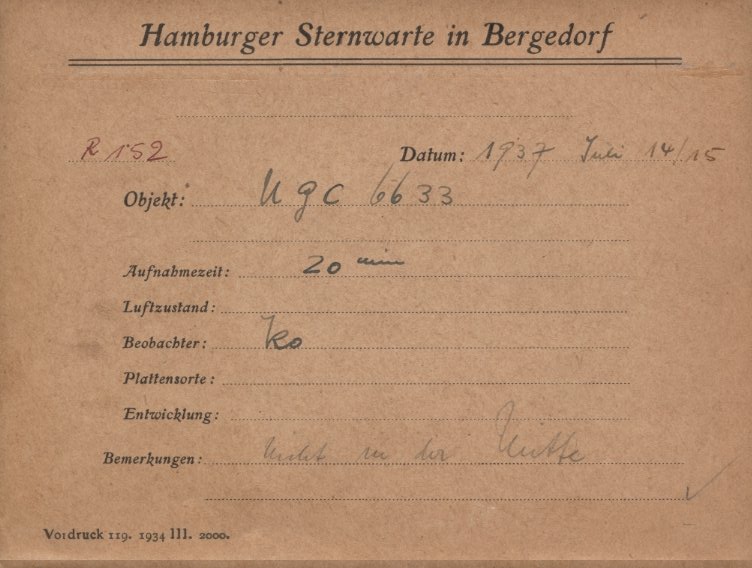 Hamburger Sternwarte in Bergedorf
R 152 Datum: 1937 Juli 14/15
Objekt: Ngc 6633
Aufnahmezeit: 20 min
Luftzustand:
Beobachter: Ko
Plattensorte:
Entwicklung:
Bemerkungen: Nicht in der Mitte
Vordruck 119. 1934 III. 2000.